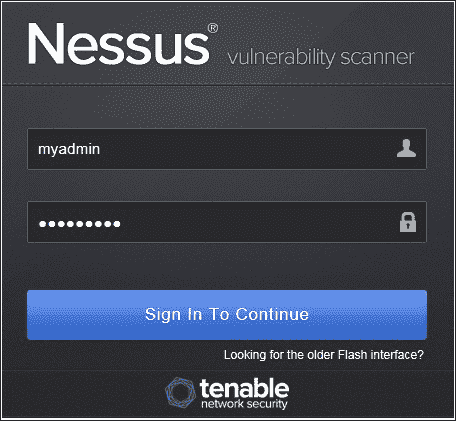 Nessus® vulnerability scanner
myadmin
●●●●●●●●●
Sign In To Continue
Looking for the older Flash interface?
tenable
network security